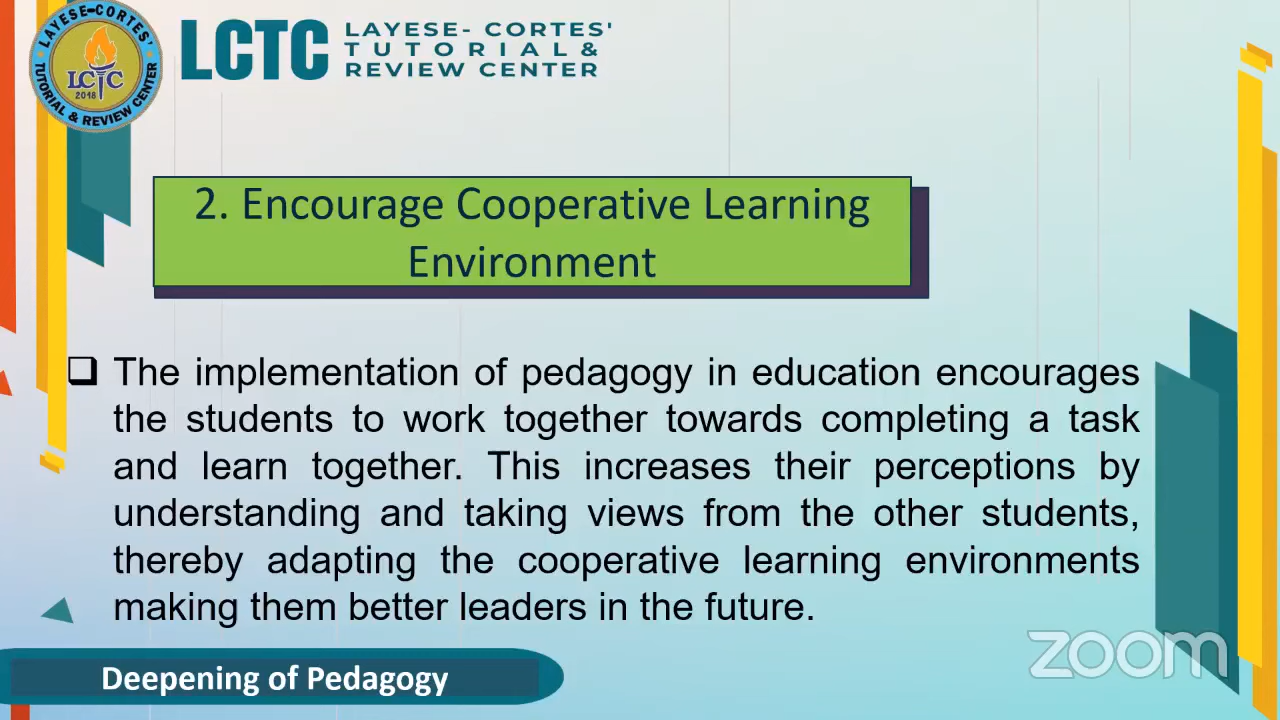 LAYESE-CORTES'
LCTC
2018
TUTORIAL & REVIEW CENTER
LCTC
LAYESE- CORTES'
TUTORIAL &
REVIEW CENTER
2. Encourage Cooperative Learning
Environment
The implementation of pedagogy in education encourages
the students to work together towards completing a task
and learn together. This increases their perceptions by
understanding and taking views from the other students,
thereby adapting the cooperative learning environments
making them better leaders in the future.
zoom
Deepening of Pedagogy